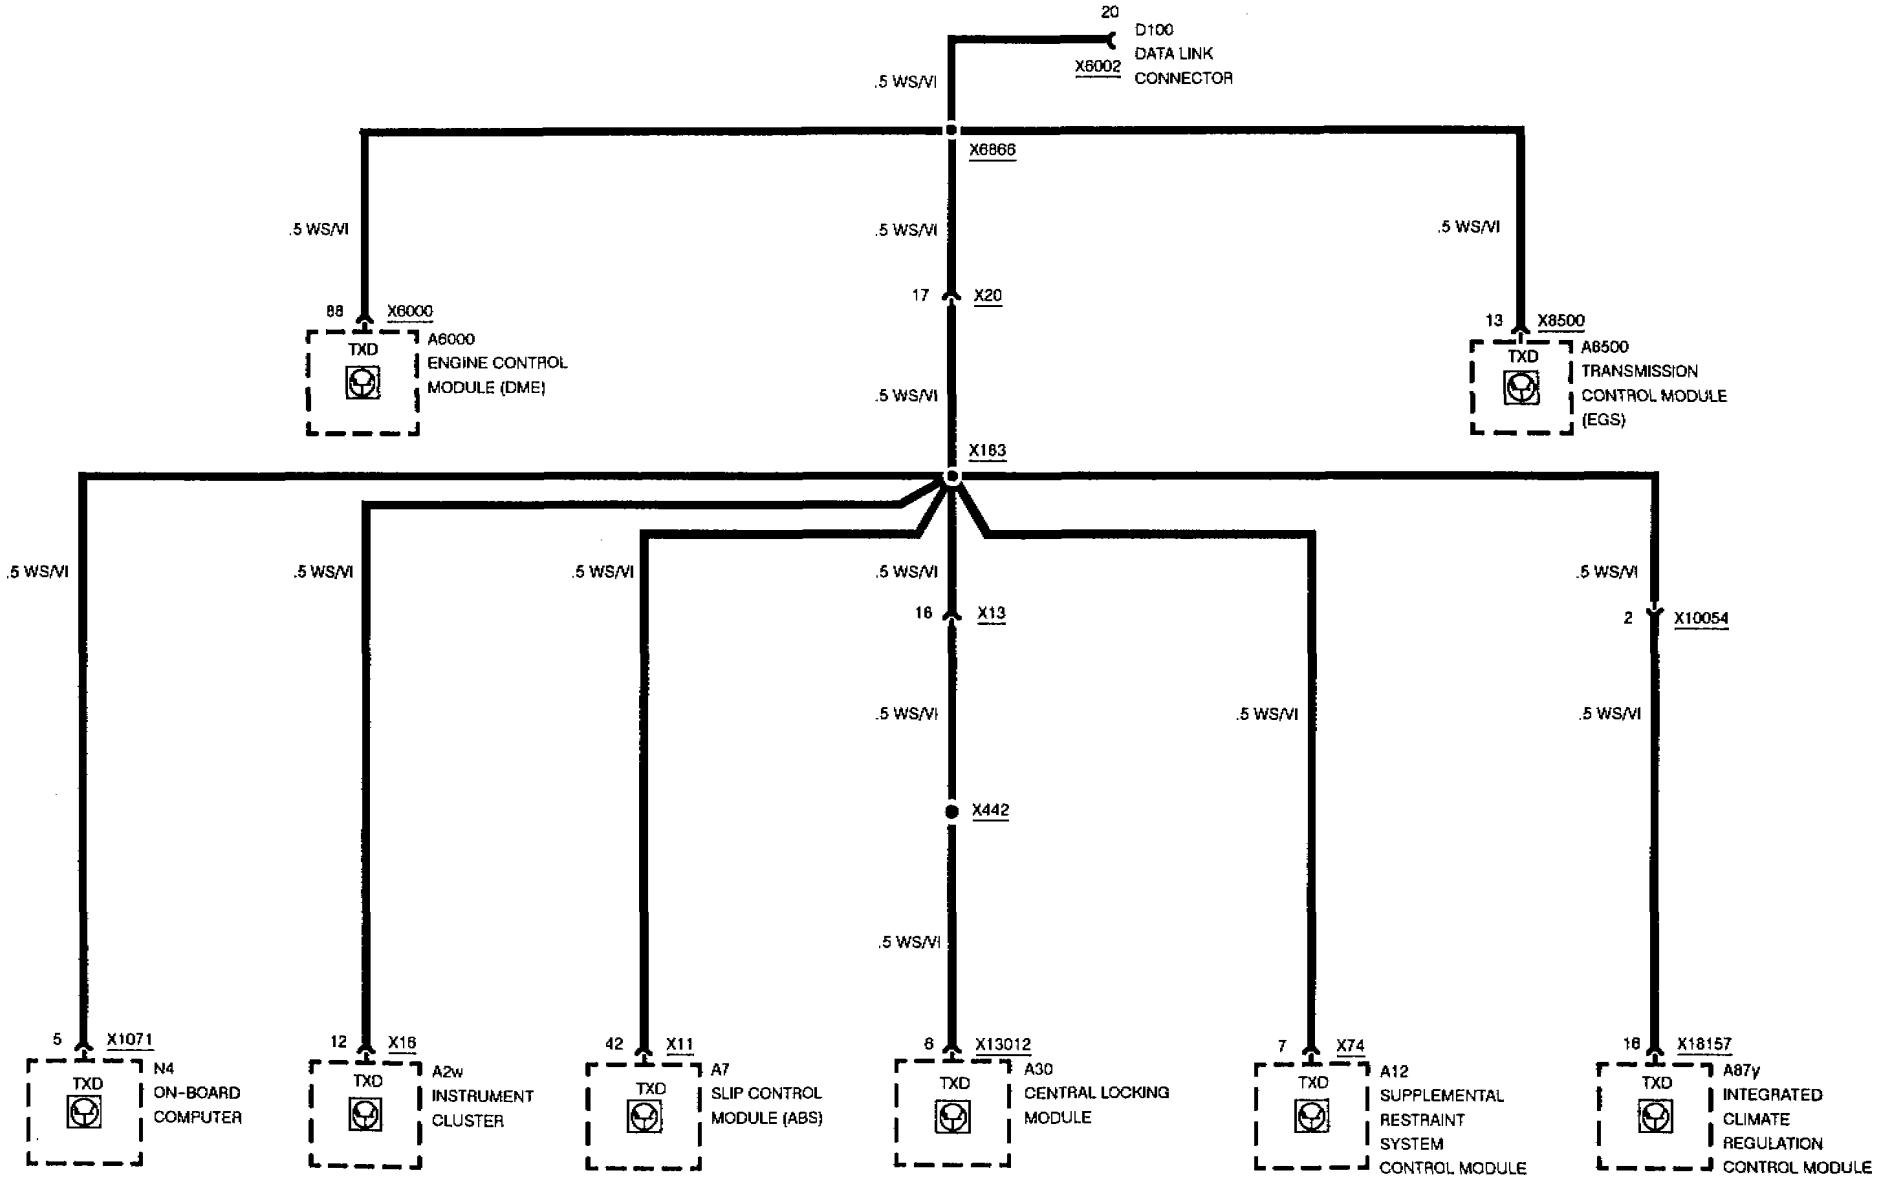 20
D100
DATA LINK
CONNECTOR
X6002
.5 WS/VI
X6866
.5 WS/VI
.5 WS/VI
.5 WS/VI
17
X20
88
X6000
A6000
ENGINE CONTROL
MODULE (DME)
TXD
13
X8500
A8500
TRANSMISSION
CONTROL MODULE
(EGS)
TXD
.5 WS/VI
X183
.5 WS/VI
.5 WS/VI
.5 WS/VI
.5 WS/VI
.5 WS/VI
16
X13
2
X10054
.5 WS/VI
.5 WS/VI
.5 WS/VI
X442
.5 WS/VI
5
X1071
N4
ON-BOARD
COMPUTER
TXD
12
X16
A2w
INSTRUMENT
CLUSTER
TXD
42
X11
A7
SLIP CONTROL
MODULE (ABS)
TXD
6
X13012
A30
CENTRAL LOCKING
MODULE
TXD
7
X74
A12
SUPPLEMENTAL
RESTRAINT
SYSTEM
CONTROL MODULE
TXD
18
X18157
A87y
INTEGRATED
CLIMATE
REGULATION
CONTROL MODULE
TXD